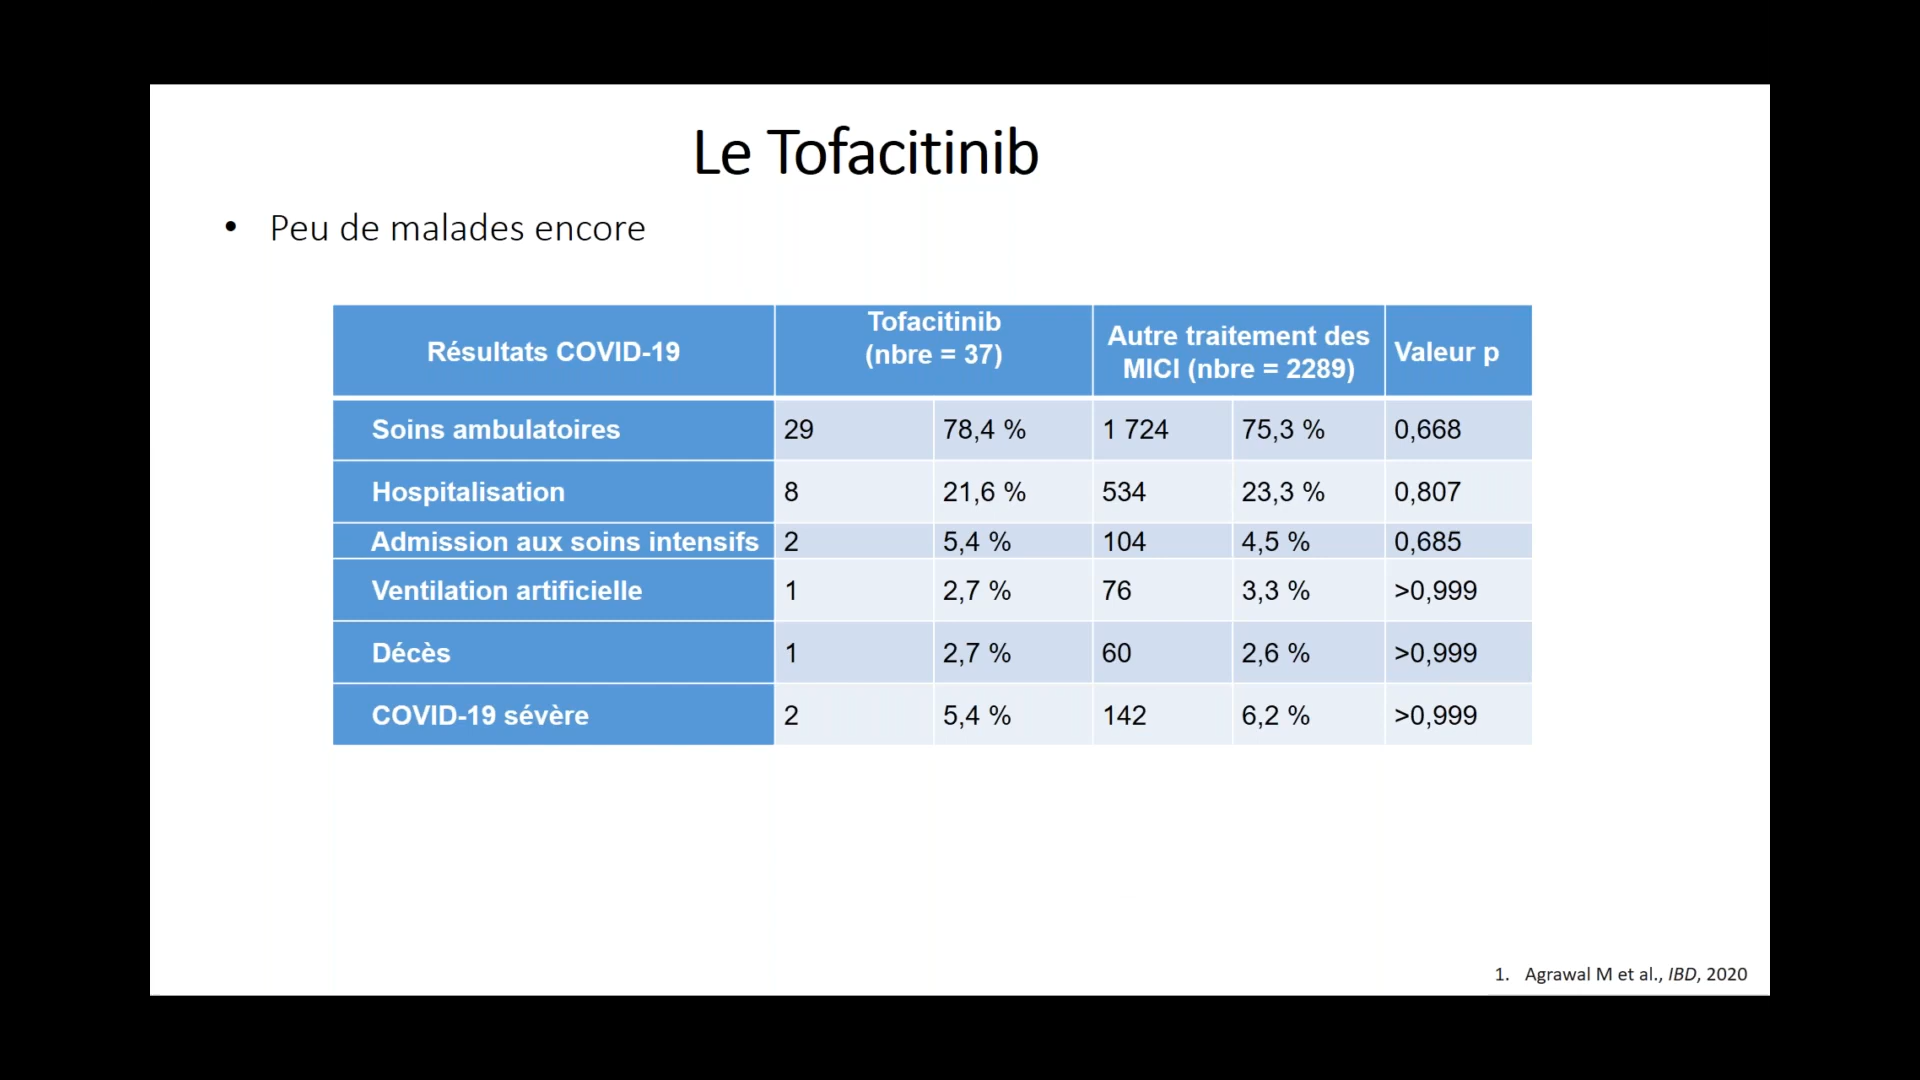 Le Tofacitinib
• Peu de malades encore
Résultats COVID-19
Tofacitinib
(nbre = 37)
Autre traitement des
MICI (nbre = 2289)
Valeur p
Soins ambulatoires 29 78,4 % 1 724 75,3 % 0,668
Hospitalisation 8 21,6 % 534 23,3 % 0,807
Admission aux soins intensifs 2 5,4 % 104 4,5 % 0,685
Ventilation artificielle 1 2,7 % 76 3,3 % >0,999
Décès 1 2,7 % 60 2,6 % >0,999
COVID-19 sévère 2 5,4 % 142 6,2 % >0,999
1. Agrawal M et al., IBD, 2020